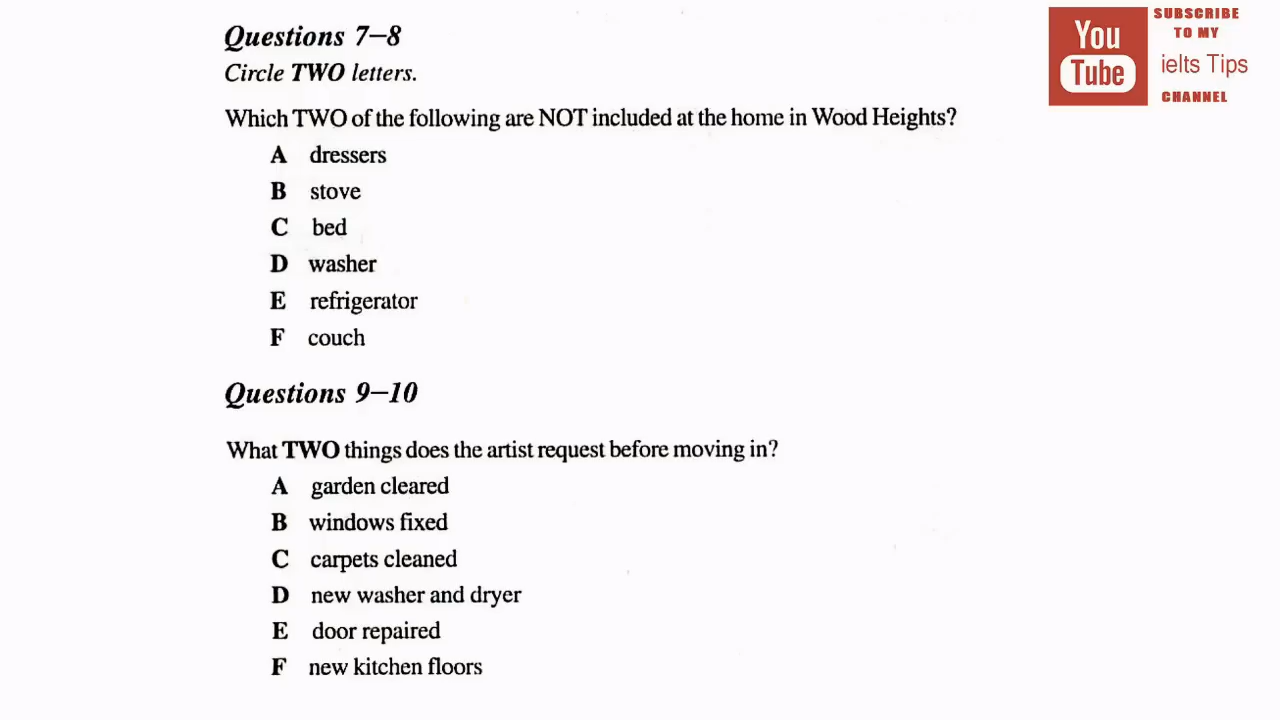 Questions 7–8
Circle TWO letters.
Which TWO of the following are NOT included at the home in Wood Heights?
A dressers
B stove
C bed
D washer
E refrigerator
F couch
Questions 9–10
What TWO things does the artist request before moving in?
A garden cleared
B windows fixed
C carpets cleaned
D new washer and dryer
E door repaired
F new kitchen floors
You
Tube
SUBSCRIBE
TO MY
ielts Tips
CHANNEL